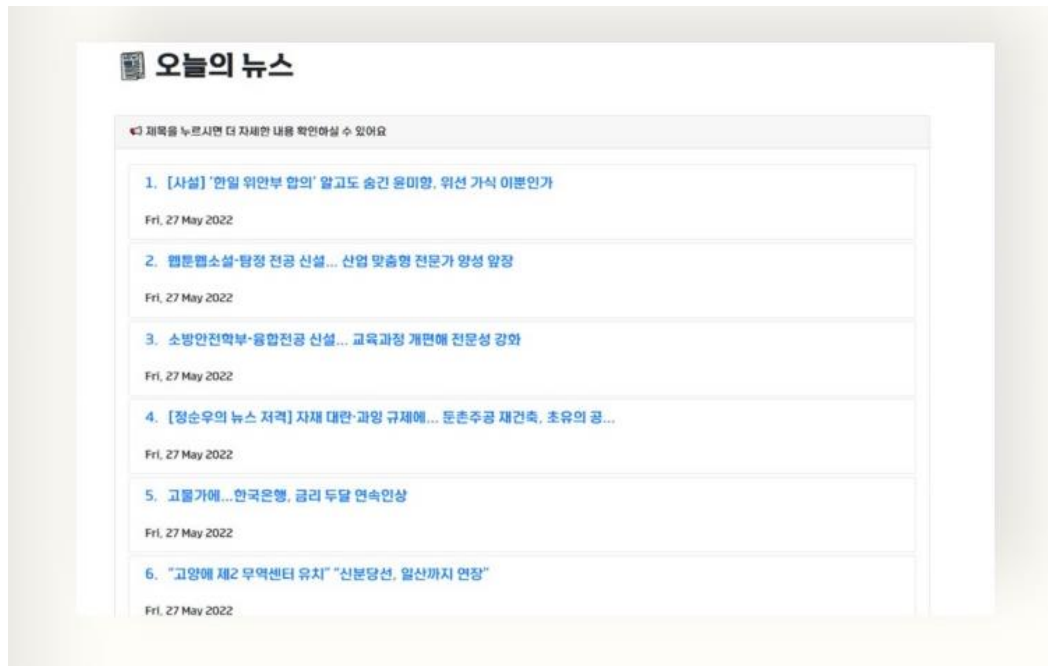 오늘의 뉴스
제목을 누르시면 더 자세한 내용 확인하실 수 있어요
1. [사설] '한일 위안부 합의' 알고도 숨긴 윤미향, 위선 가식 이뿐인가
Fri, 27 May 2022
2. 웹툰웹소설-탐정 전공 신설... 산업 맞춤형 전문가 양성 앞장
Fri, 27 May 2022
3. 소방안전학부-융합전공 신설... 교육과정 개편해 전문성 강화
Fri, 27 May 2022
4. [정순우의 뉴스 저격] 자재 대란·과잉 규제에... 둔촌주공 재건축, 초유의 공...
Fri, 27 May 2022
5. 고물가에...한국은행, 금리 두달 연속인상
Fri, 27 May 2022
6. "고양에 제2 무역센터 유치" "신분당선, 일산까지 연장"
Fri, 27 May 2022